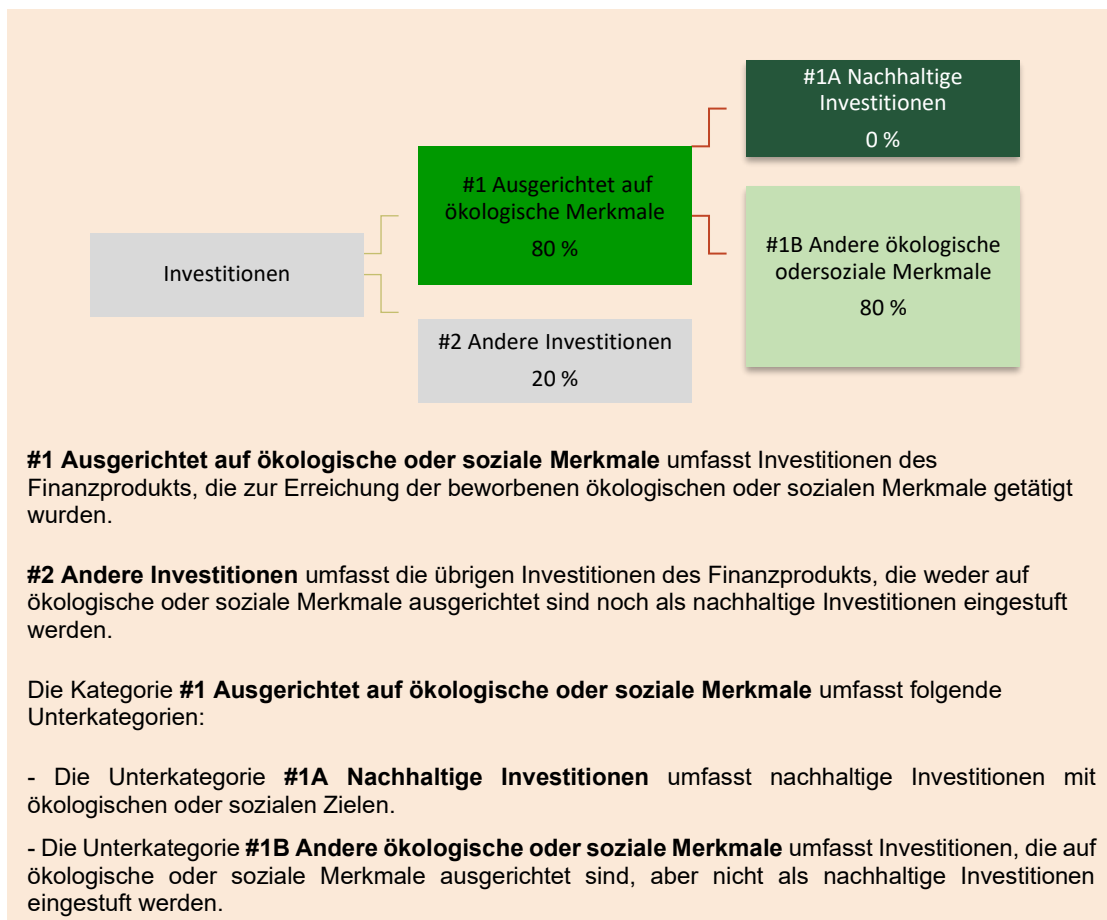 #1A Nachhaltige
Investitionen
0 %
#1 Ausgerichtet auf
ökologische Merkmale
80 %
#1B Andere ökologische
odersoziale Merkmale
80 %
Investitionen
#2 Andere Investitionen
20 %
#1 Ausgerichtet auf ökologische oder soziale Merkmale umfasst Investitionen des
Finanzprodukts, die zur Erreichung der beworbenen ökologischen oder sozialen Merkmale getätigt
wurden.
#2 Andere Investitionen umfasst die übrigen Investitionen des Finanzprodukts, die weder auf
ökologische oder soziale Merkmale ausgerichtet sind noch als nachhaltige Investitionen eingestuft
werden.
Die Kategorie #1 Ausgerichtet auf ökologische oder soziale Merkmale umfasst folgende
Unterkategorien:
- Die Unterkategorie #1A Nachhaltige Investitionen umfasst nachhaltige Investitionen mit
ökologischen oder sozialen Zielen.
- Die Unterkategorie #1B Andere ökologische oder soziale Merkmale umfasst Investitionen, die auf
ökologische oder soziale Merkmale ausgerichtet sind, aber nicht als nachhaltige Investitionen
eingestuft werden.